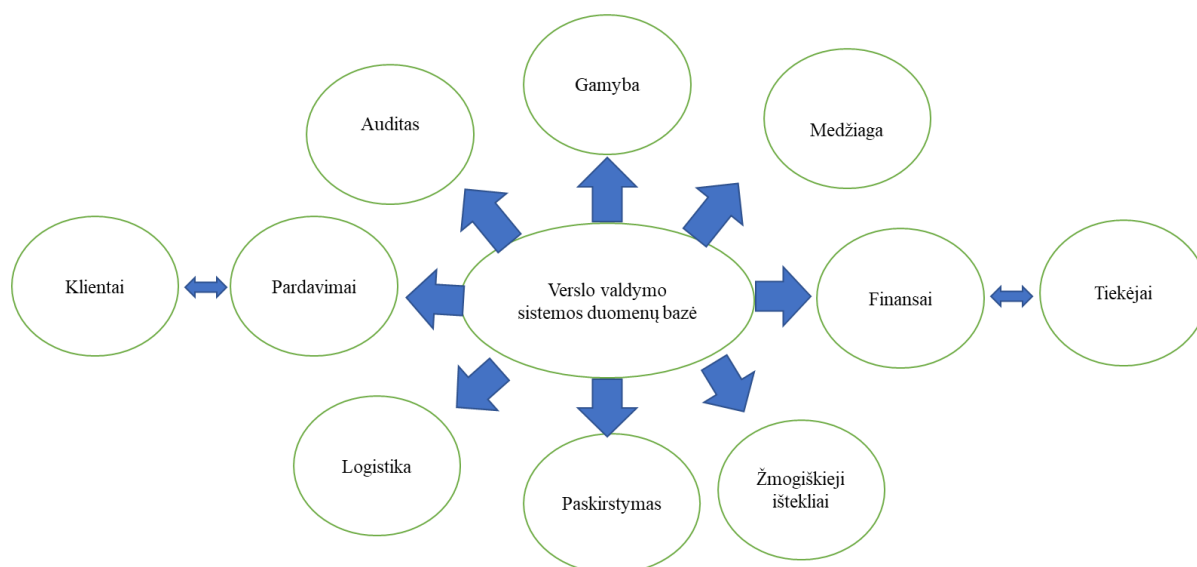 Gamyba
Auditas
Medžiaga
Klientai
Pardavimai
Verslo valdymo
sistemos duomenų bazė
Finansai
Tiekėjai
Logistika
Paskirstymas
Žmogiškieji
ištekliai